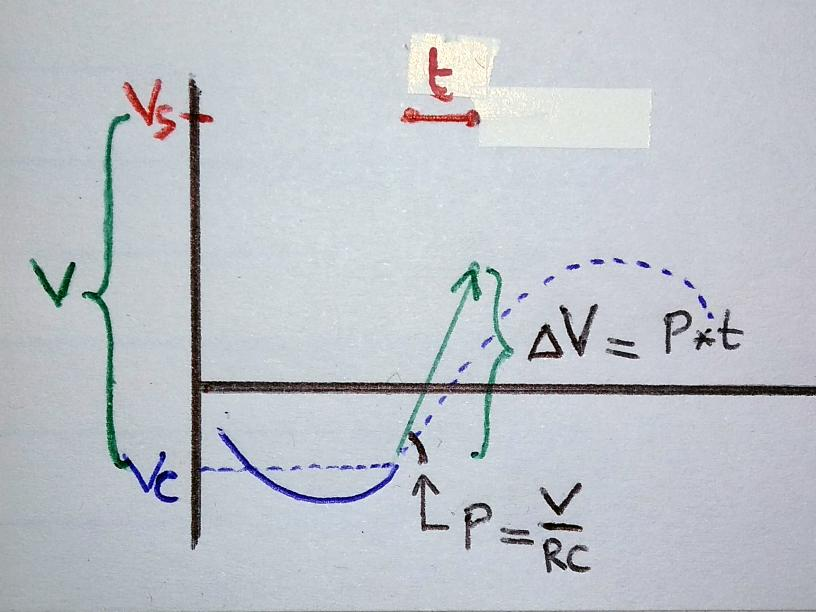 t
Vs
V
ΔV = P*t
Vc
P = V/RC